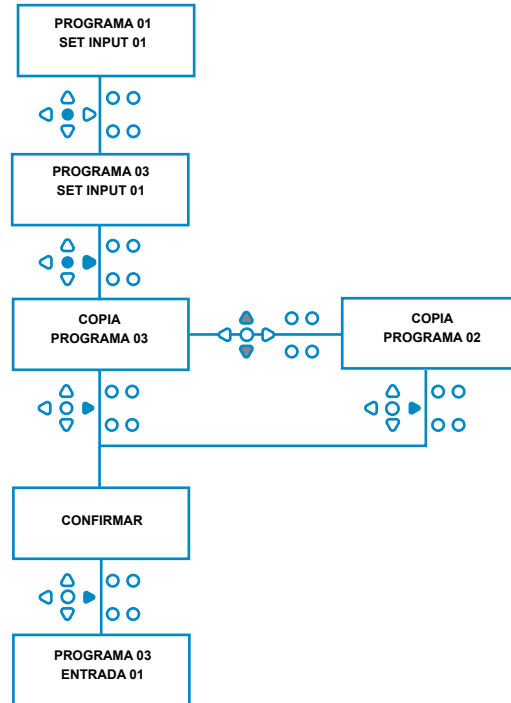 PROGRAMA 01
SET INPUT 01
PROGRAMA 03
SET INPUT 01
COPIA
PROGRAMA 03
COPIA
PROGRAMA 02
CONFIRMAR
PROGRAMA 03
ENTRADA 01